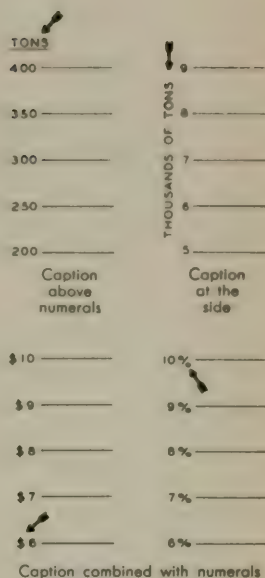 TONS
400
350
300
250
200
Caption
above
numerals
THOUSANDS OF TONS
9
8
7
6
5
Caption
at the
side
$10
$9
$8
$7
$6
10%
9%
8%
7%
6%
Caption combined with numerals